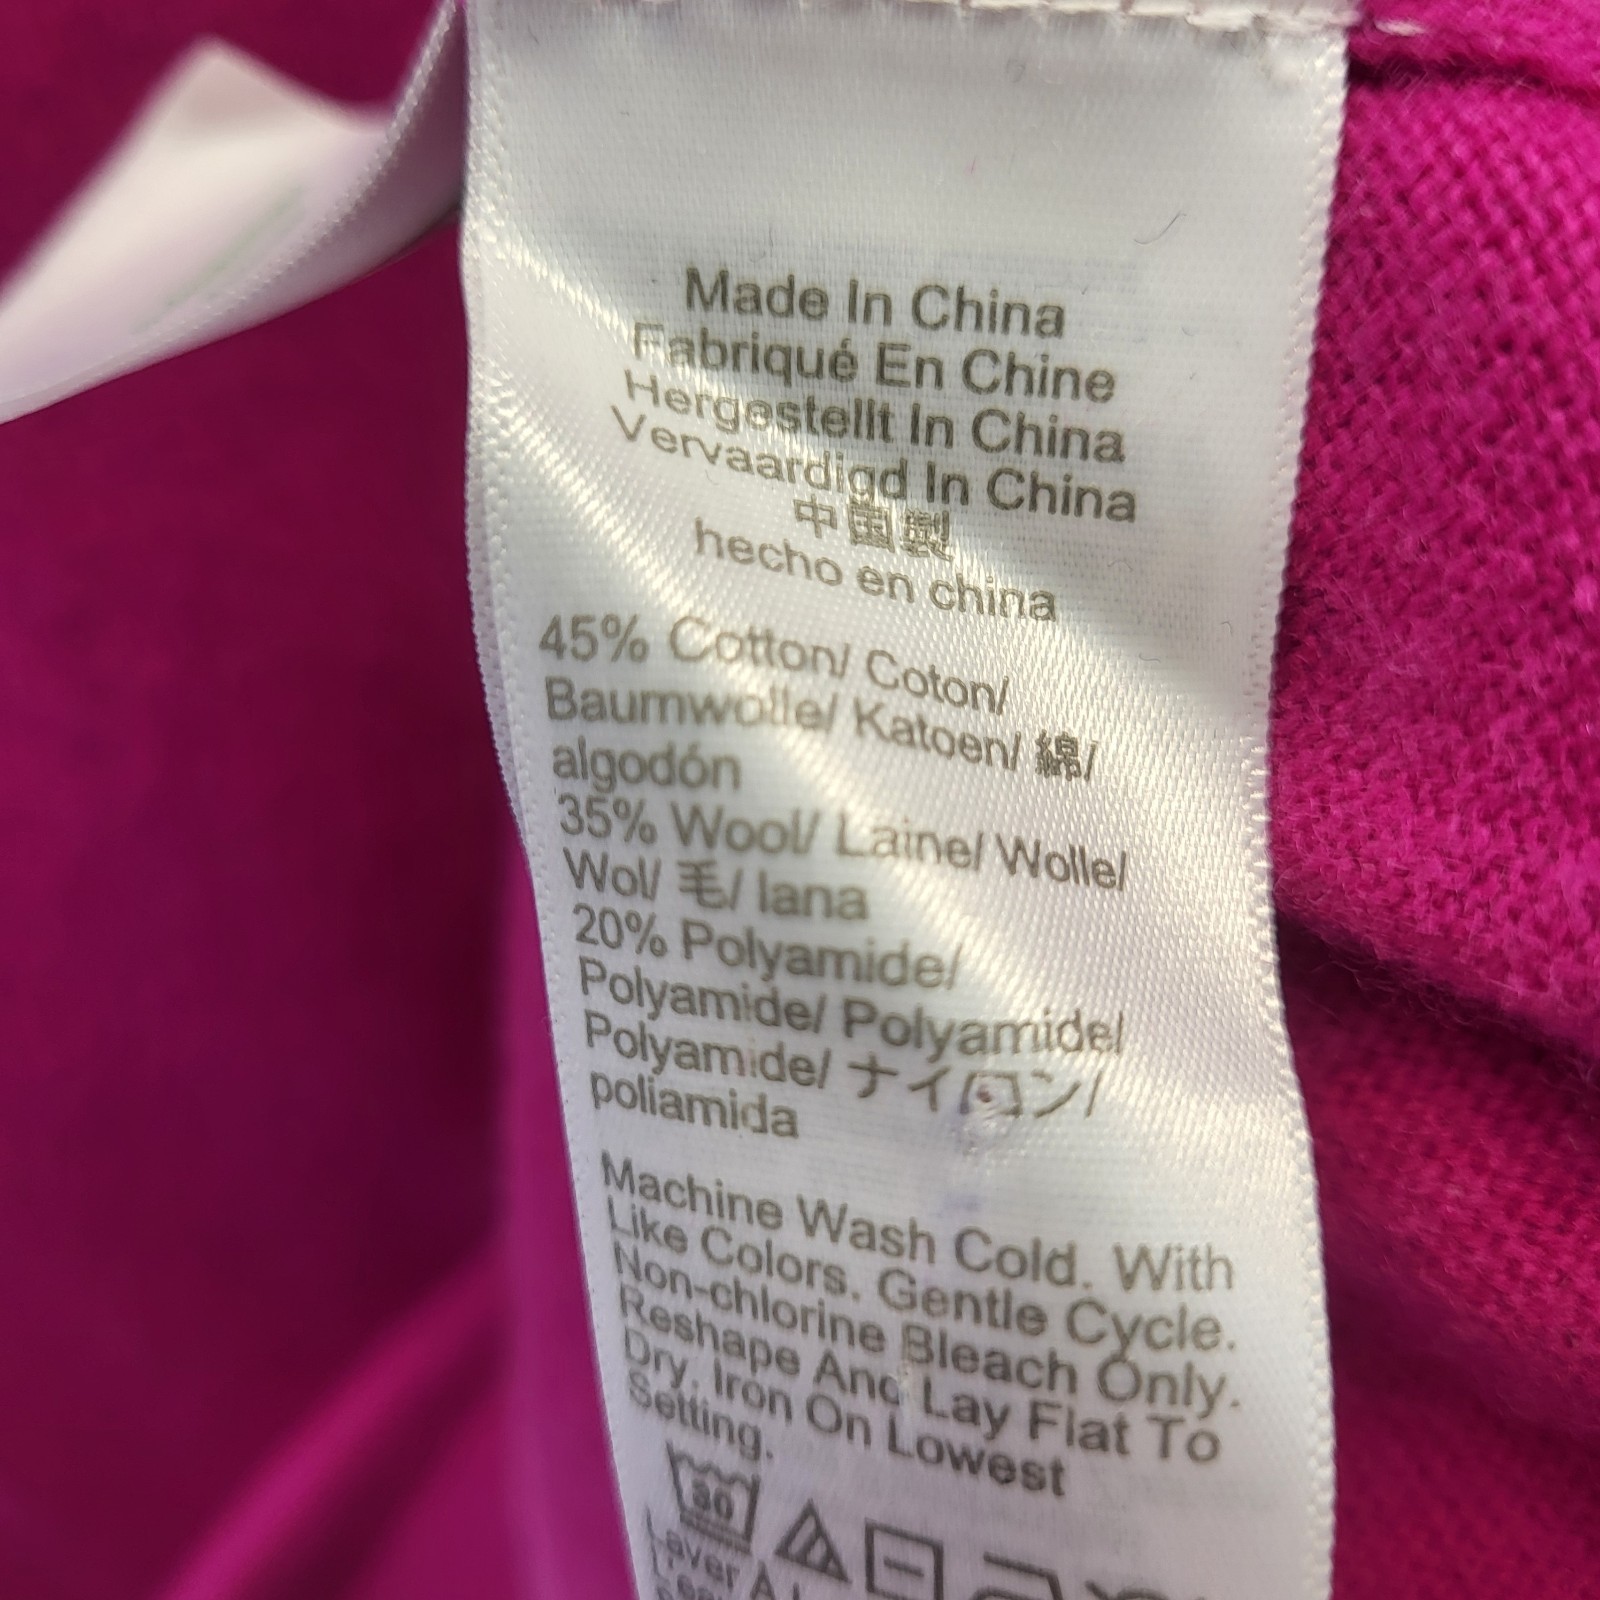 Made In China
Fabriqué En Chine
Hergestellt In China
Vervaardigd In China
中国製
hecho en china
45% Cotton/ Coton/
Baumwolle/ Katoen/ 綿/
algodón
35% Wool/ Laine/ Wolle/
Wol/ 毛/ lana
20% Polyamide/
Polyamide/ Polyamide/
Polyamide/ ナイロン/
poliamida
Machine Wash Cold. With
Like Colors. Gentle Cycle.
Non-chlorine Bleach Only.
Reshape And Lay Flat To
Dry. Iron On Lowest
Setting.
30
Laver A